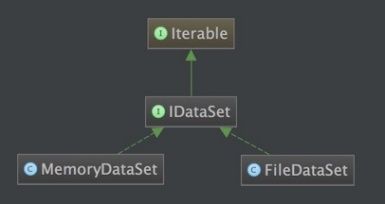 I Iterable
I IDataSet
C MemoryDataSet
C FileDataSet